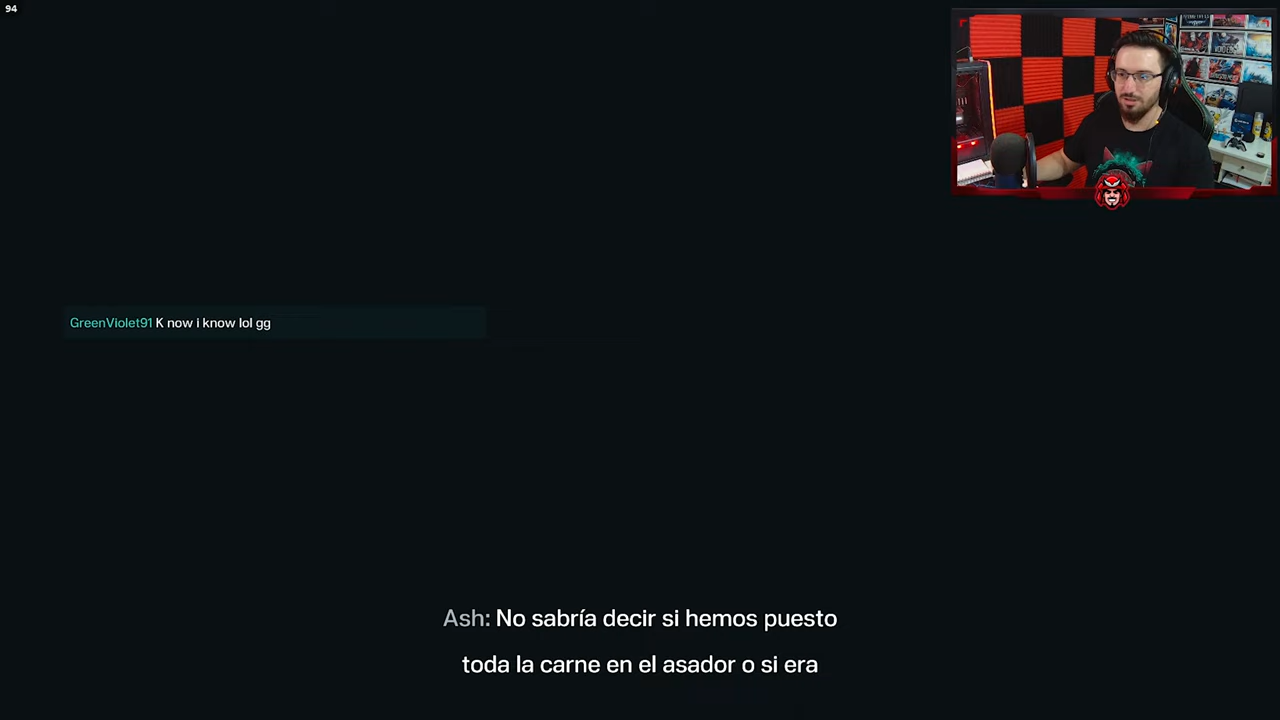 94
GreenViolet91 K now i know lol gg
Ash: No sabría decir si hemos puesto
toda la carne en el asador o si era